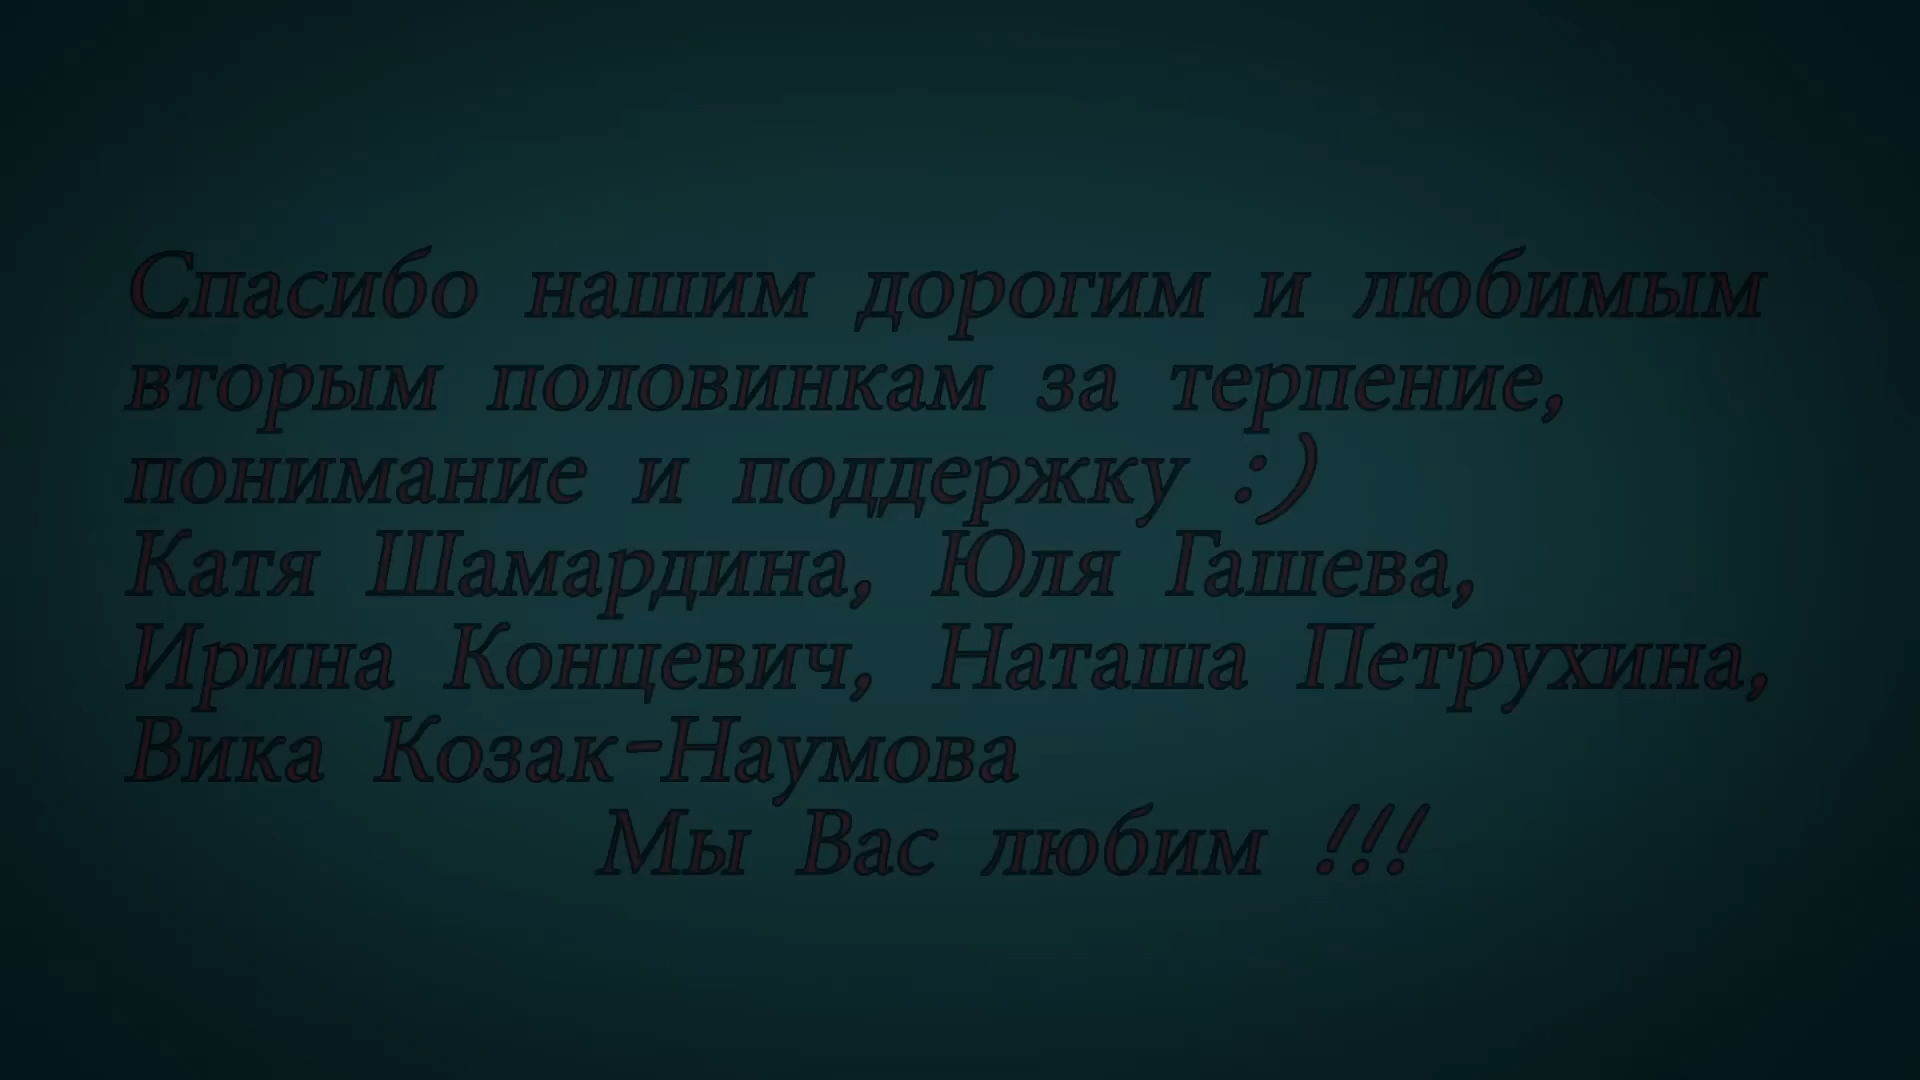 Спасибо нашим дорогим и любимым
вторым половинкам за терпение,
понимание и поддержку :)
Катя Шамардина, Юля Гашева,
Ирина Концевич, Наташа Петрухина,
Вика Козак-Наумова
Мы Вас любим !!!